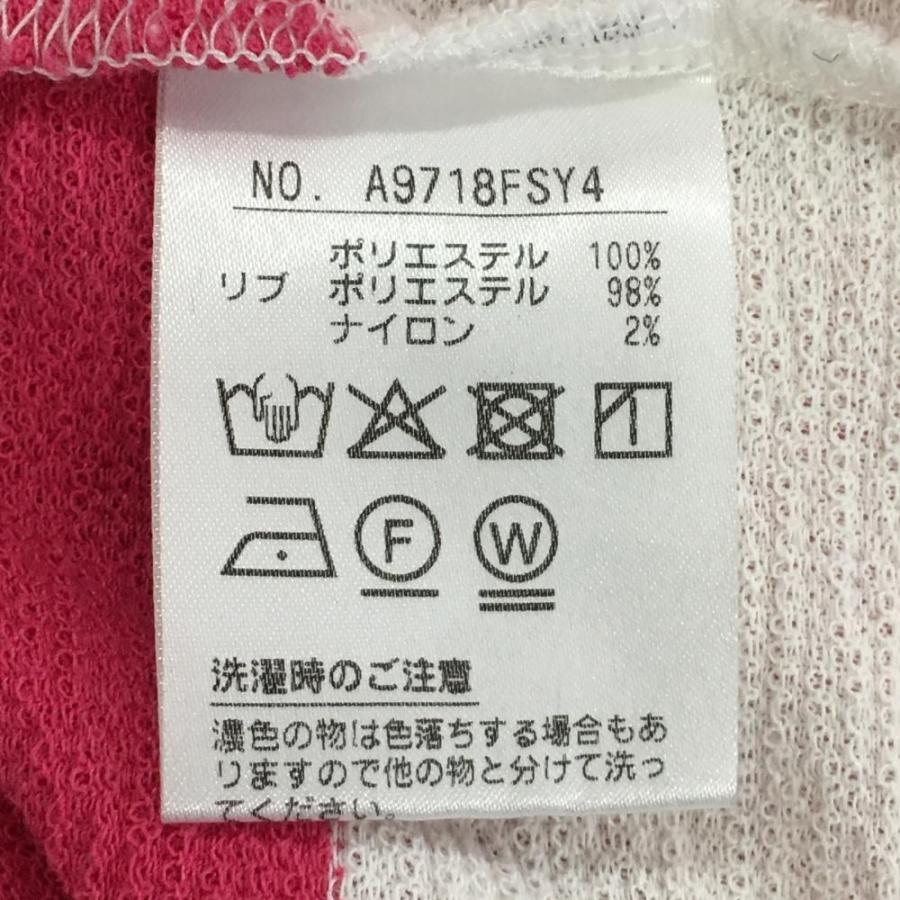 NO. A9718FSY4
ポリエステル 100%
リブ ポリエステル 98%
ナイロン 2%
F W
洗濯時のご注意
濃色の物は色落ちする場合もあ
りますので他の物と分けて洗っ
てください。